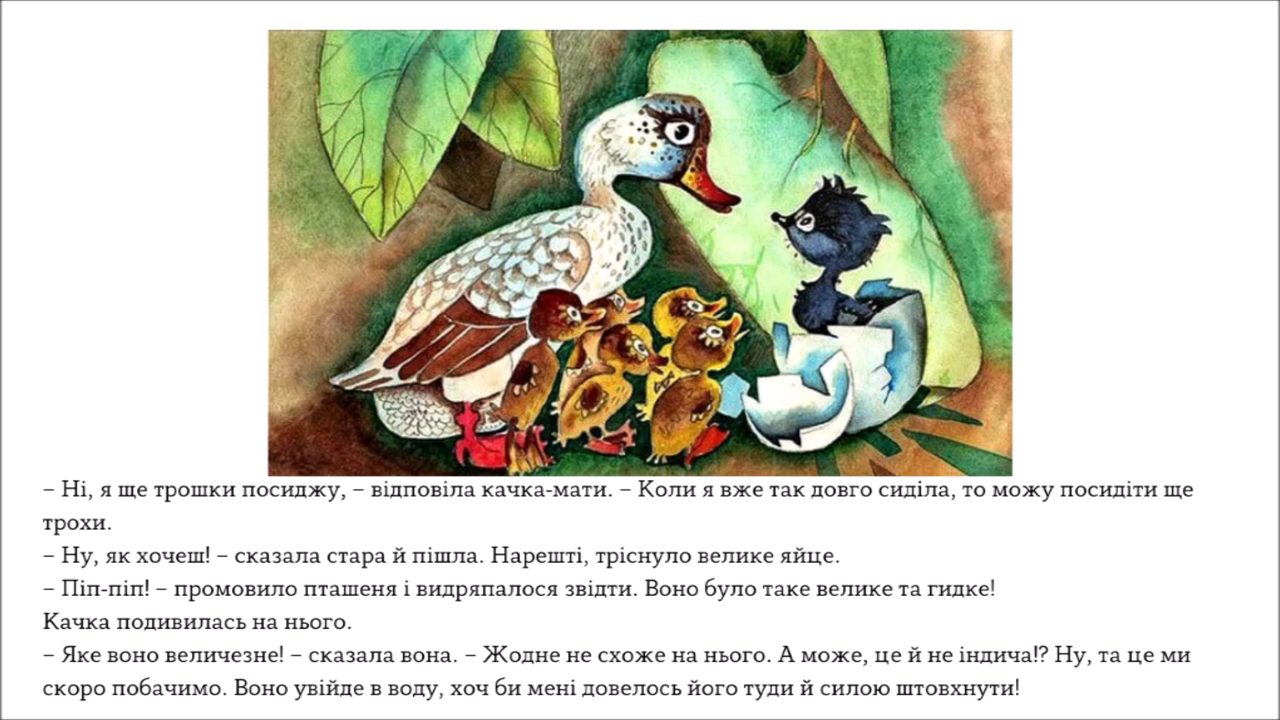 – Ні, я ще трошки посиджу, – відповіла качка-мати. – Коли я вже так довго сиділа, то можу посидіти ще
трохи.
– Ну, як хочеш! – сказала стара й пішла. Нарешті, тріснуло велике яйце.
– Піп-піп! – промовило пташеня і видряпалося звідти. Воно було таке велике та гидке!
Качка подивилась на нього.
– Яке воно величезне! – сказала вона. – Жодне не схоже на нього. А може, це й не індича!? Ну, та це ми
скоро побачимо. Воно увійде в воду, хоч би мені довелось його туди й силою штовхнути!